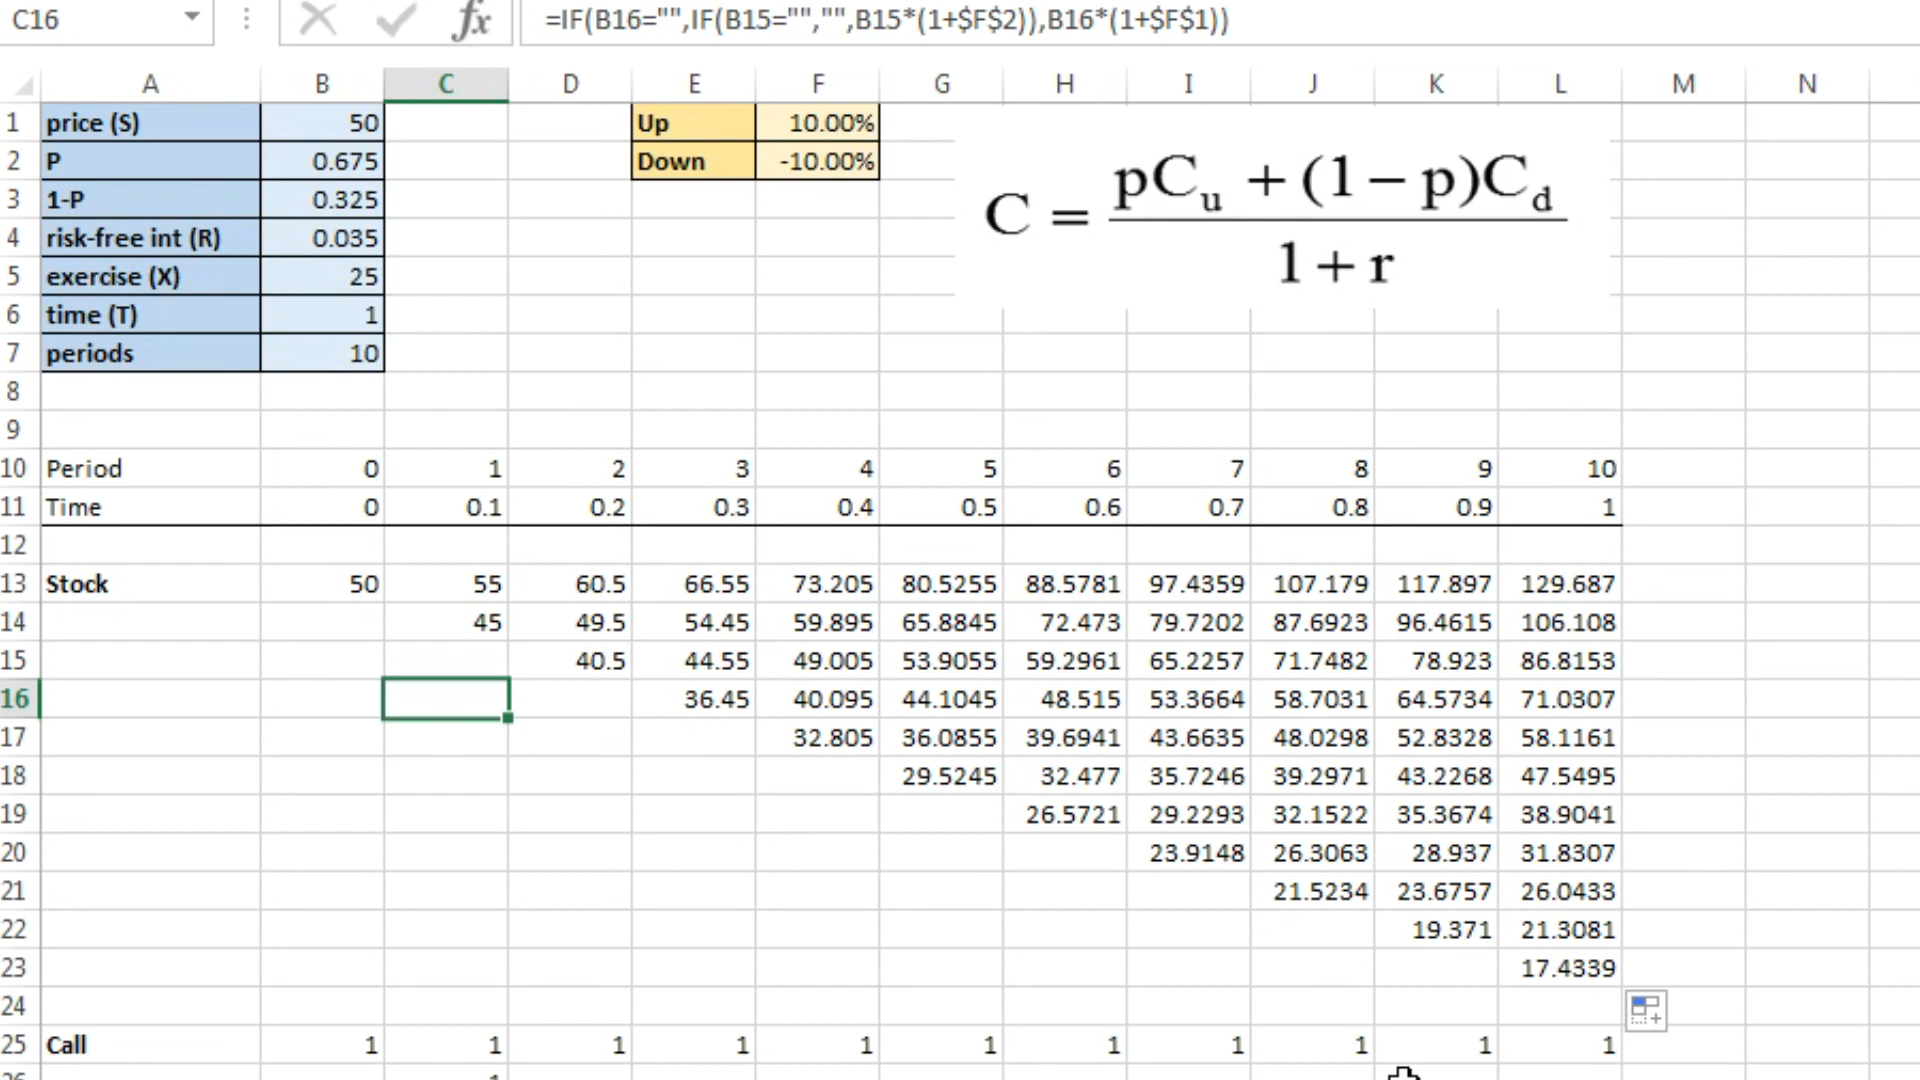 C16 fx =IF(B16="",IF(B15="","",B15*(1+$F$2)),B16*(1+$F$1))
A B C D E F G H I J K L M N
1 price (S) 50 Up 10.00%
2 P 0.675 Down -10.00%
3 1-P 0.325
4 risk-free int (R) 0.035
5 exercise (X) 25
6 time (T) 1
7 periods 10
C = pCu + (1 − p)Cd
1 + r
8
9
10 Period 0 1 2 3 4 5 6 7 8 9 10
11 Time 0 0.1 0.2 0.3 0.4 0.5 0.6 0.7 0.8 0.9 1
12
13 Stock 50 55 60.5 66.55 73.205 80.5255 88.5781 97.4359 107.179 117.897 129.687
14 45 49.5 54.45 59.895 65.8845 72.473 79.7202 87.6923 96.4615 106.108
15 40.5 44.55 49.005 53.9055 59.2961 65.2257 71.7482 78.923 86.8153
16 36.45 40.095 44.1045 48.515 53.3664 58.7031 64.5734 71.0307
17 32.805 36.0855 39.6941 43.6635 48.0298 52.8328 58.1161
18 29.5245 32.477 35.7246 39.2971 43.2268 47.5495
19 26.5721 29.2293 32.1522 35.3674 38.9041
20 23.9148 26.3063 28.937 31.8307
21 21.5234 23.6757 26.0433
22 19.371 21.3081
23 17.4339
24
25 Call 1 1 1 1 1 1 1 1 1 1 1